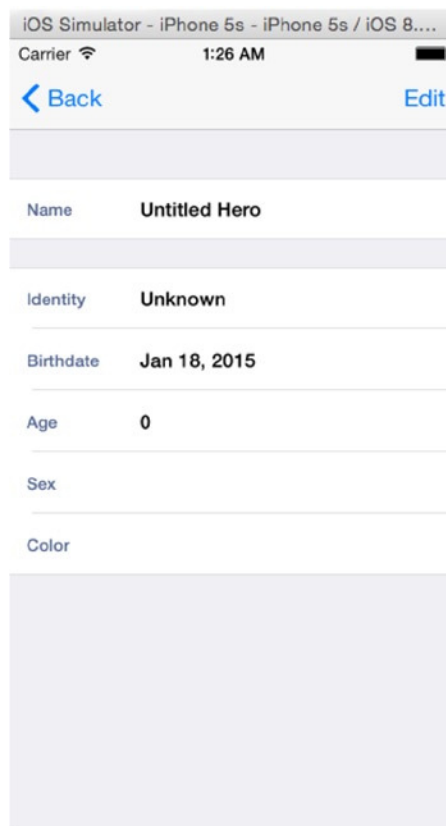 iOS Simulator - iPhone 5s - iPhone 5s / iOS 8....
Carrier 1:26 AM
Back Edit
Name Untitled Hero
Identity Unknown
Birthdate Jan 18, 2015
Age 0
Sex
Color